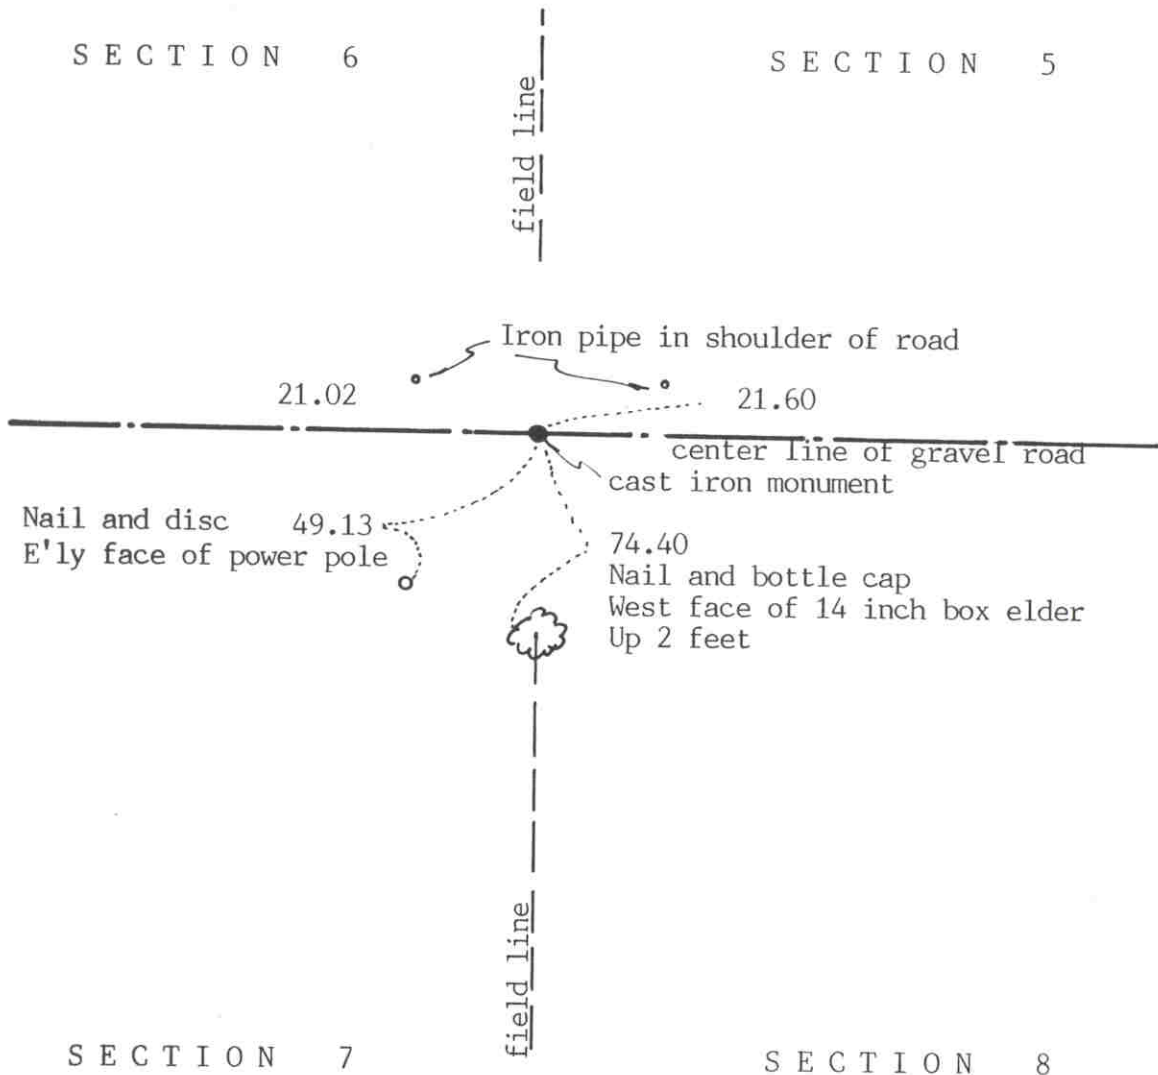 SECTION 6
SECTION 5
field line
Iron pipe in shoulder of road
21.02
21.60
center line of gravel road
cast iron monument
Nail and disc 49.13
E'ly face of power pole
74.40
Nail and bottle cap
West face of 14 inch box elder
Up 2 feet
field line
SECTION 7
SECTION 8